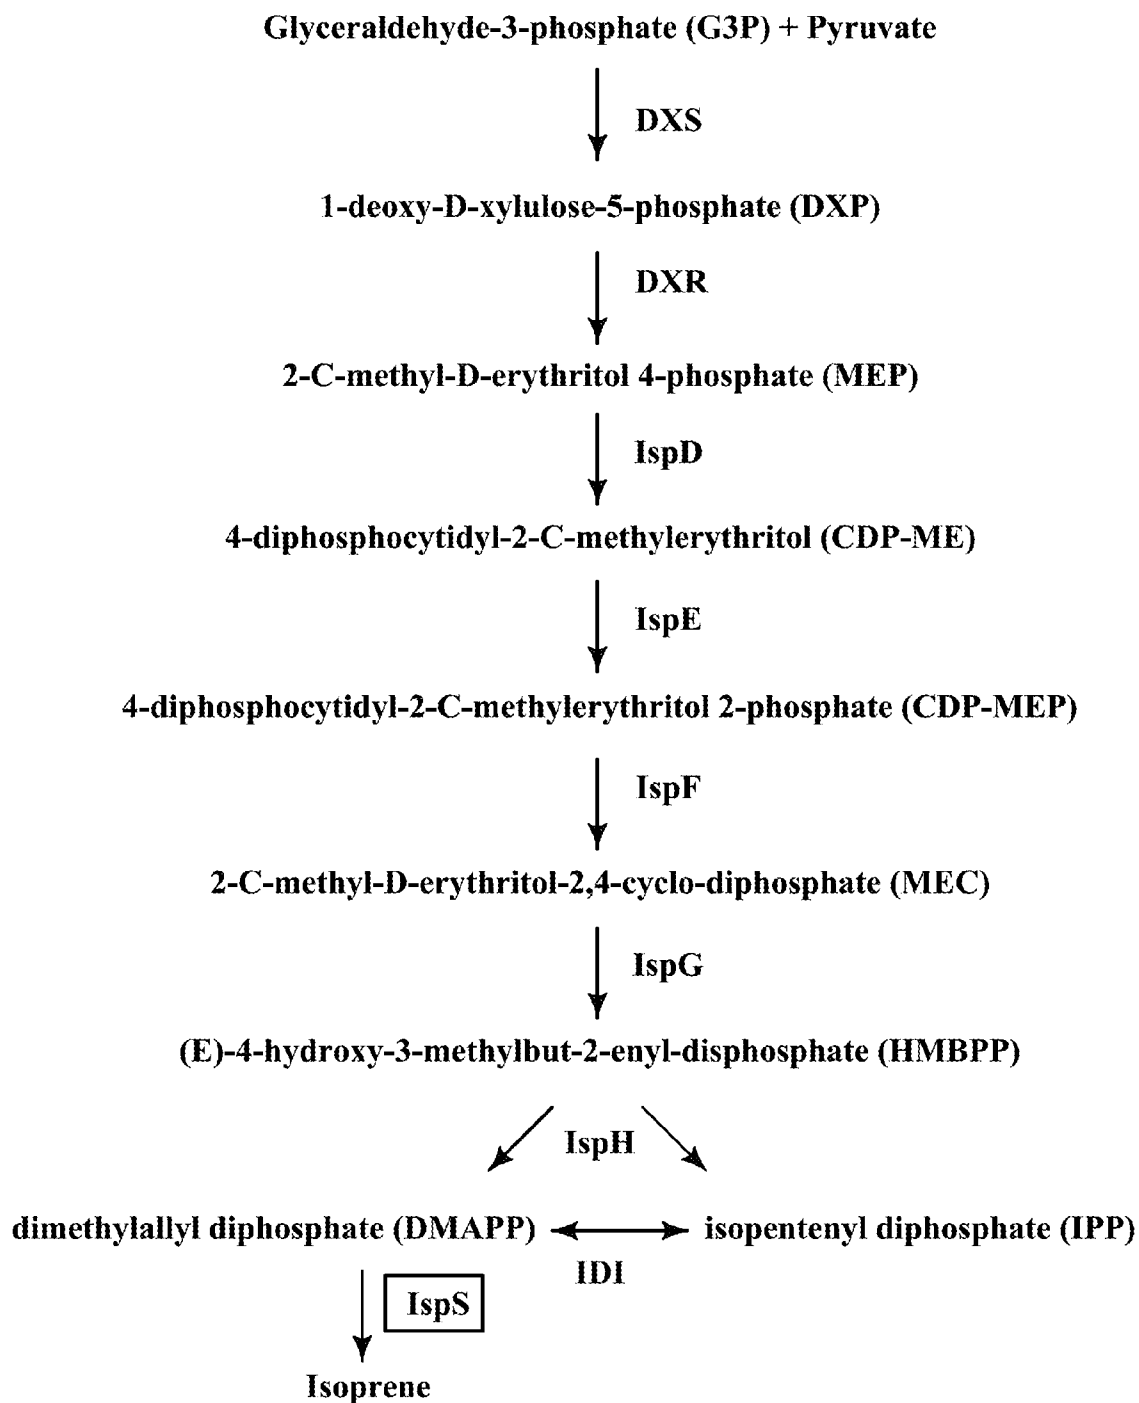 Glyceraldehyde-3-phosphate (G3P) + Pyruvate
DXS
1-deoxy-D-xylulose-5-phosphate (DXP)
DXR
2-C-methyl-D-erythritol 4-phosphate (MEP)
IspD
4-diphosphocytidyl-2-C-methylerythritol (CDP-ME)
IspE
4-diphosphocytidyl-2-C-methylerythritol 2-phosphate (CDP-MEP)
IspF
2-C-methyl-D-erythritol-2,4-cyclo-diphosphate (MEC)
IspG
(E)-4-hydroxy-3-methylbut-2-enyl-disphosphate (HMBPP)
IspH
dimethylallyl diphosphate (DMAPP) isopentenyl diphosphate (IPP)
IDI
IspS
Isoprene